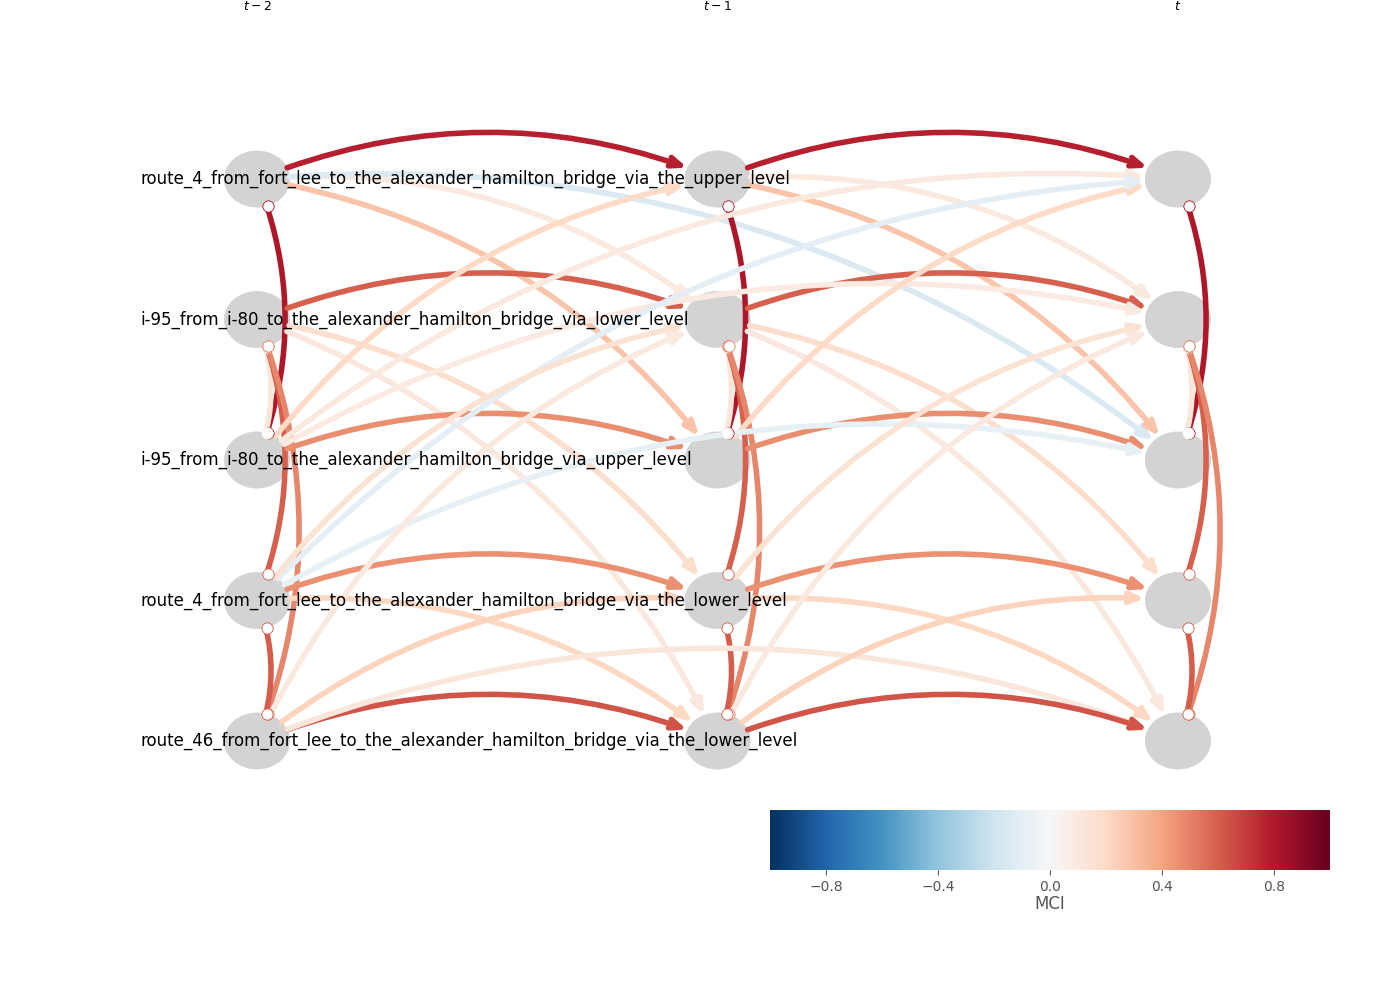 t − 2
t − 1
t
route_4_from_fort_lee_to_the_alexander_hamilton_bridge_via_the_upper_level
i-95_from_i-80_to_the_alexander_hamilton_bridge_via_lower_level
i-95_from_i-80_to_the_alexander_hamilton_bridge_via_upper_level
route_4_from_fort_lee_to_the_alexander_hamilton_bridge_via_the_lower_level
route_46_from_fort_lee_to_the_alexander_hamilton_bridge_via_the_lower_level
−0.8
−0.4
0.0
0.4
0.8
MCI